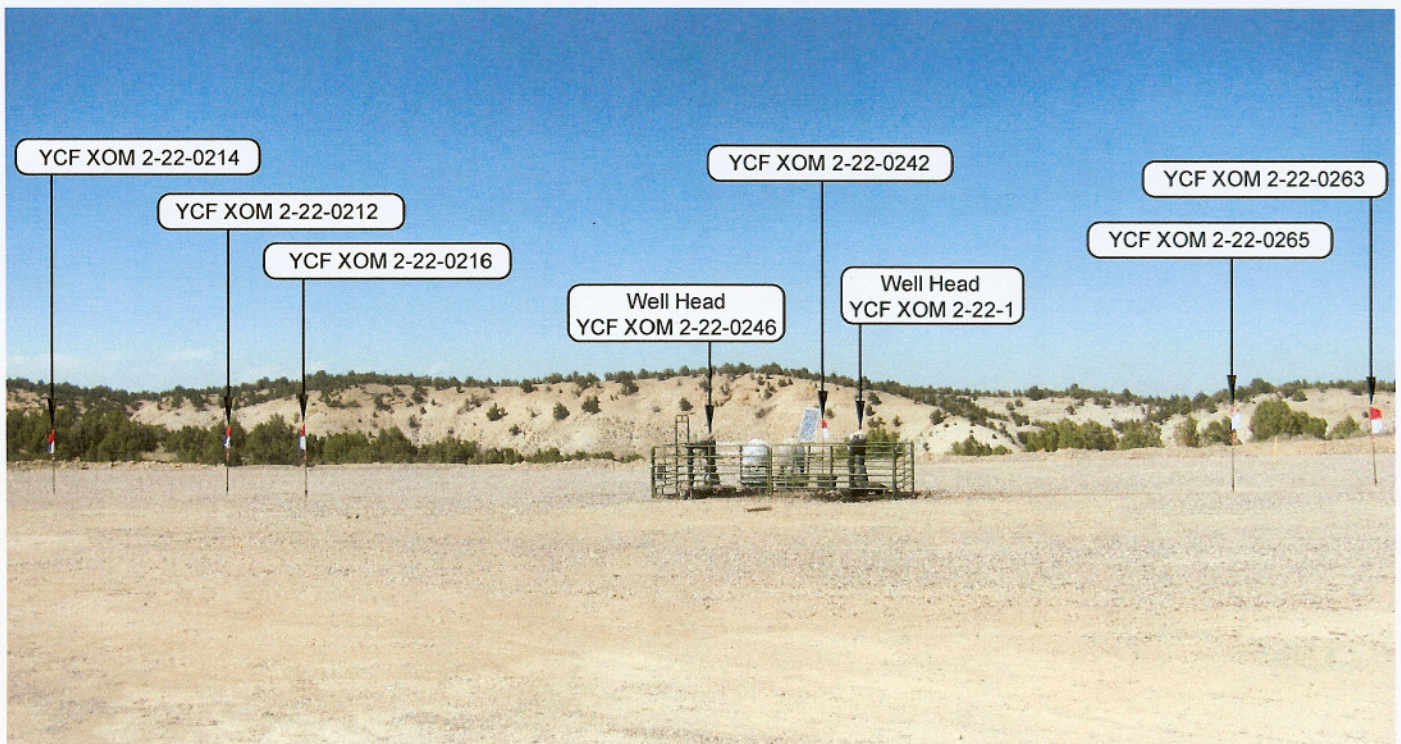 YCF XOM 2-22-0214
YCF XOM 2-22-0212
YCF XOM 2-22-0216
Well Head
YCF XOM 2-22-0246
YCF XOM 2-22-0242
Well Head
YCF XOM 2-22-1
YCF XOM 2-22-0265
YCF XOM 2-22-0263